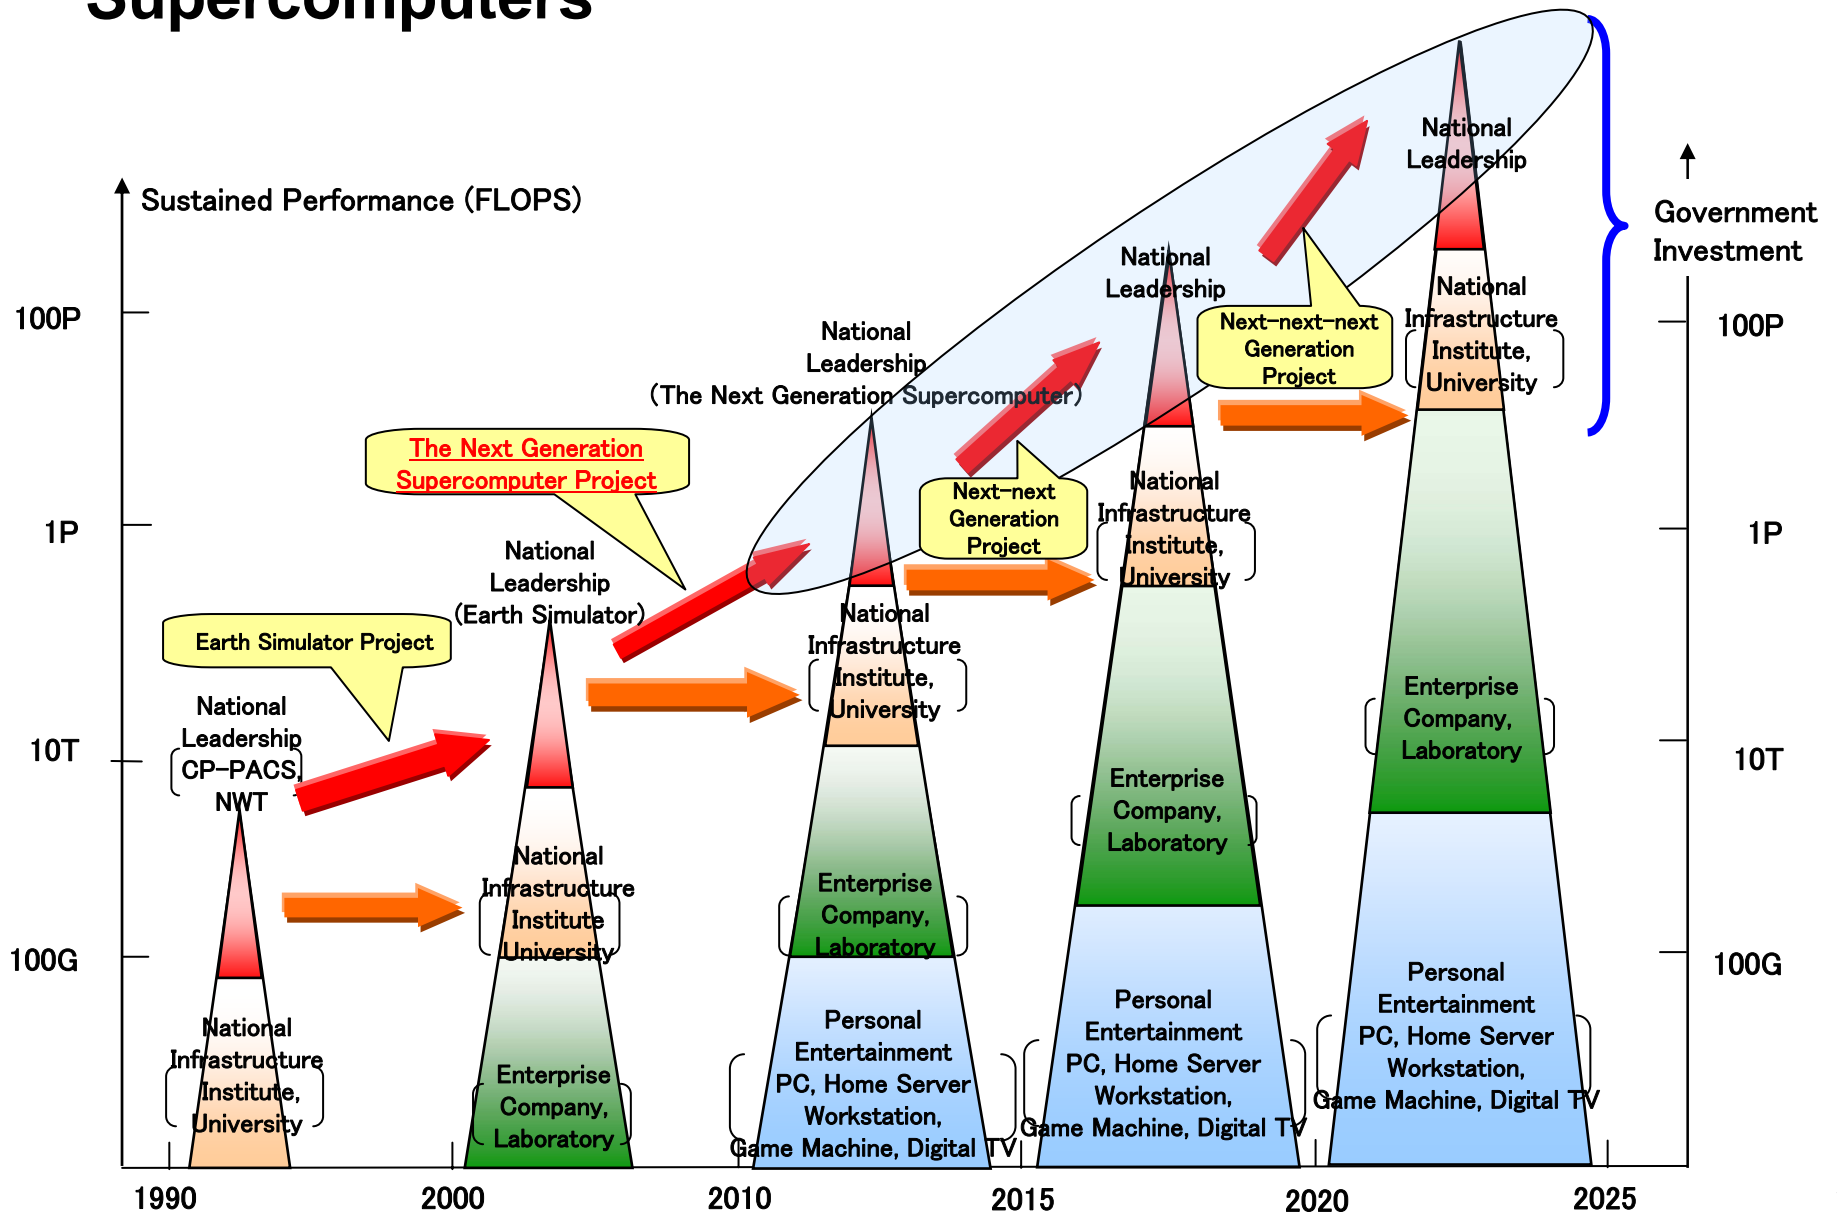 Supercomputers
Sustained Performance (FLOPS)
Government
Investment
100P
1P
10T
100G
100P
1P
10T
100G
Earth Simulator Project
The Next Generation
Supercomputer Project
Next-next
Generation
Project
Next-next-next
Generation
Project
National
Leadership
CP-PACS,
NWT
National
Infrastructure
Institute,
University
National
Leadership
(Earth Simulator)
National
Infrastructure
Institute
University
Enterprise
Company,
Laboratory
National
Leadership
(The Next Generation Supercomputer)
National
Infrastructure
Institute,
University
Enterprise
Company,
Laboratory
Personal
Entertainment
PC, Home Server
Workstation,
Game Machine, Digital TV
National
Leadership
National
Infrastructure
Institute,
University
Enterprise
Company,
Laboratory
Personal
Entertainment
PC, Home Server
Workstation,
Game Machine, Digital TV
National
Leadership
National
Infrastructure
Institute,
University
Enterprise
Company,
Laboratory
Personal
Entertainment
PC, Home Server
Workstation,
Game Machine, Digital TV
1990
2000
2010
2015
2020
2025